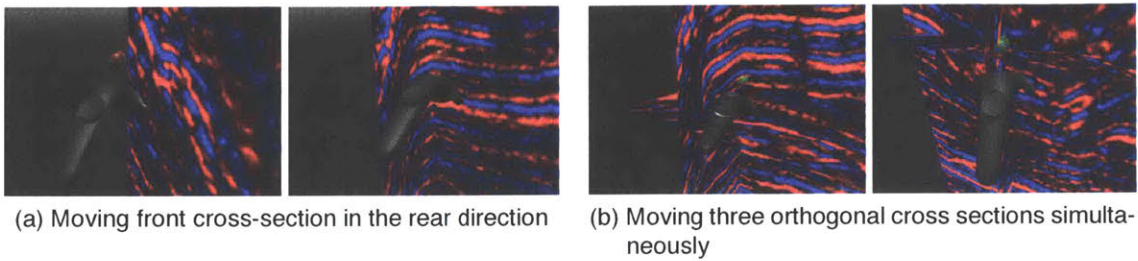 (a) Moving front cross-section in the rear direction
(b) Moving three orthogonal cross sections simulta-
neously